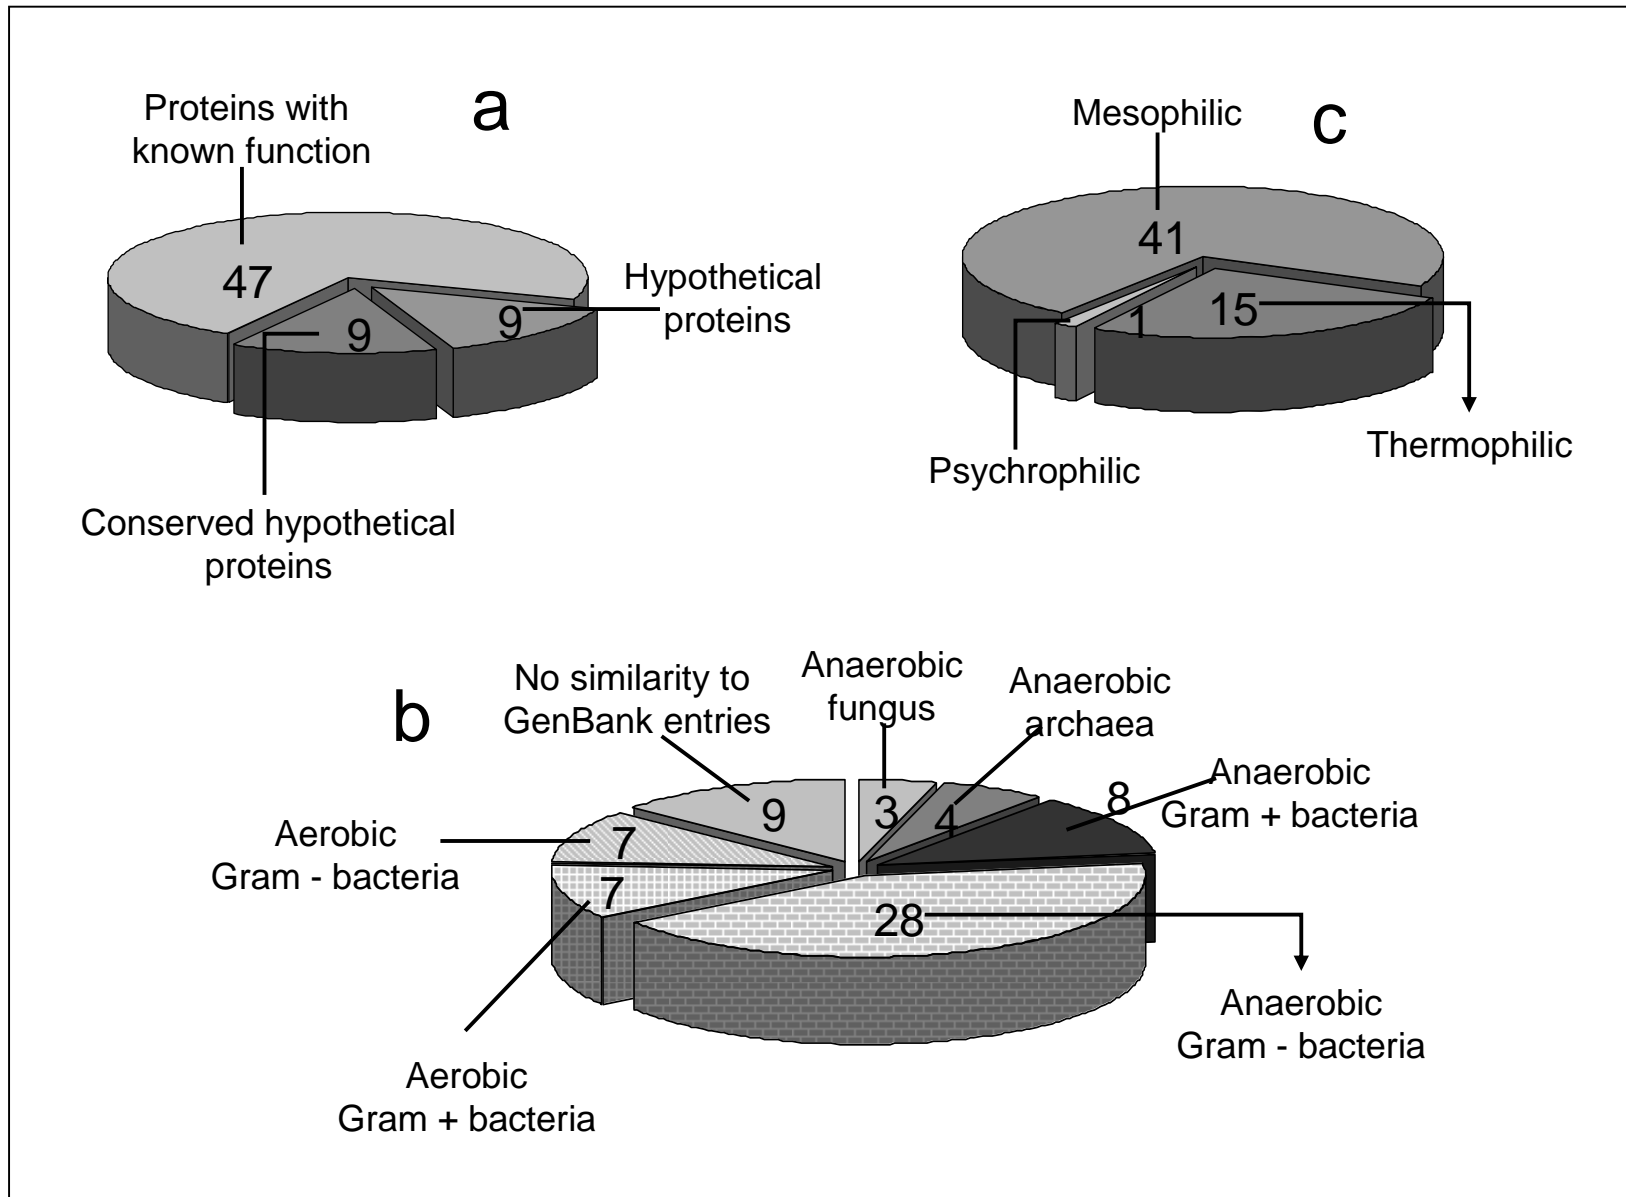 a
Proteins with
known function
47
9
9
Hypothetical
proteins
Conserved hypothetical
proteins
c
Mesophilic
41
1
15
Psychrophilic
Thermophilic
b
No similarity to
GenBank entries
Anaerobic
fungus
Anaerobic
archaea
Anaerobic
Gram + bacteria
9
3
4
8
Aerobic
Gram - bacteria
7
7
28
Anaerobic
Gram - bacteria
Aerobic
Gram + bacteria